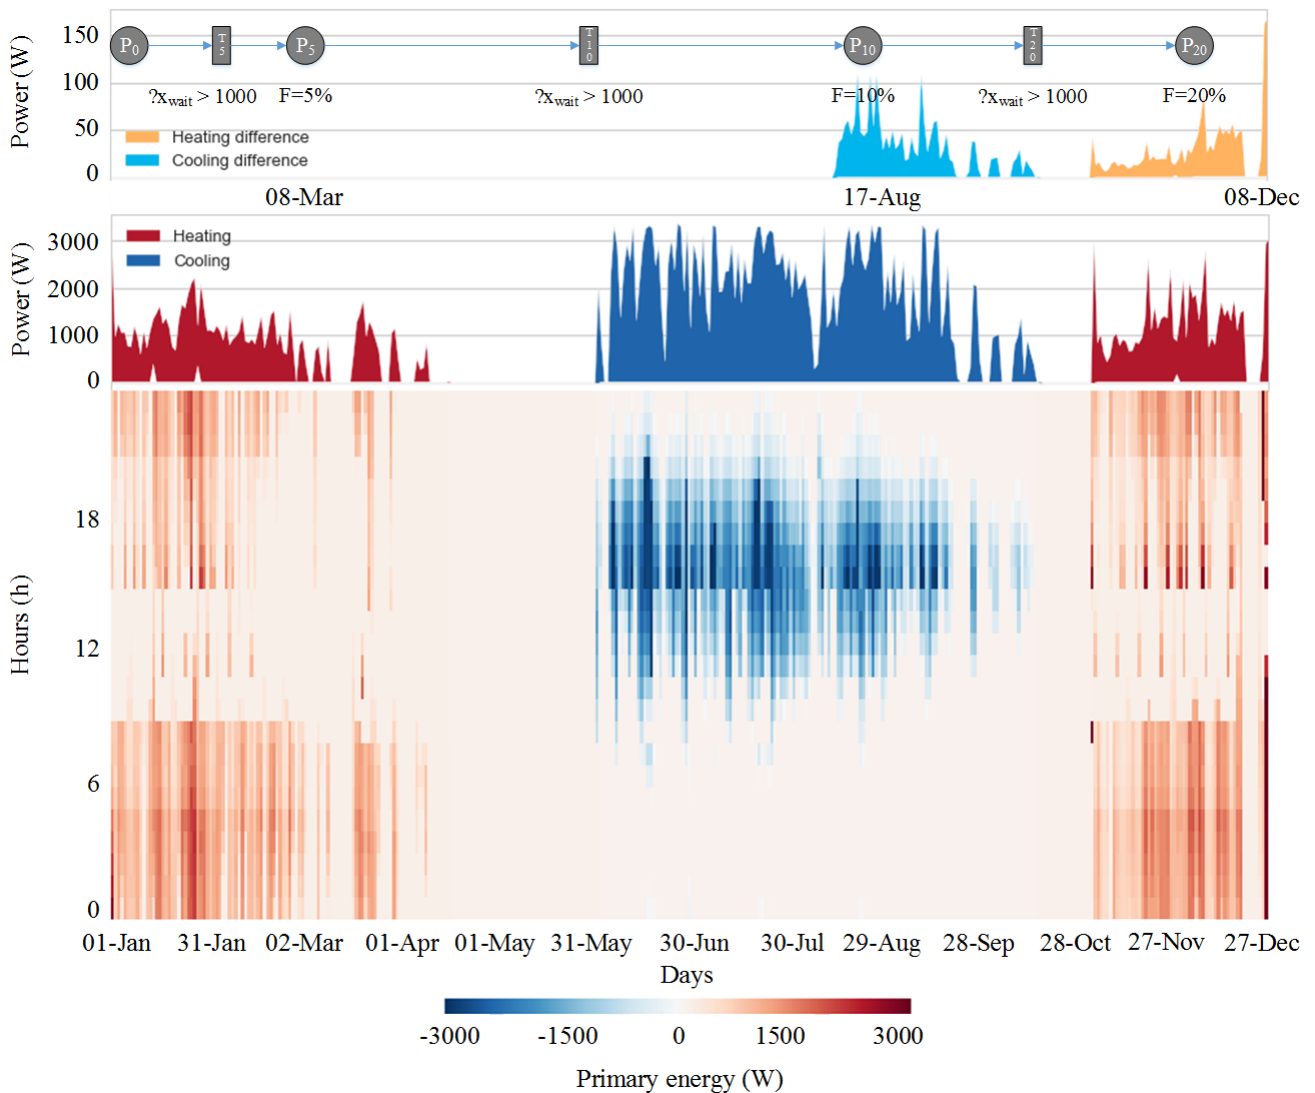 Power (W)
150
100
50
0
P0
T5
P5
T10
P10
T20
P20
?xwait > 1000
F=5%
?xwait > 1000
F=10%
?xwait > 1000
F=20%
Heating difference
Cooling difference
08-Mar
17-Aug
08-Dec
Power (W)
3000
2000
1000
0
Heating
Cooling
Hours (h)
18
12
6
0
01-Jan
31-Jan
02-Mar
01-Apr
01-May
31-May
30-Jun
30-Jul
29-Aug
28-Sep
28-Oct
27-Nov
27-Dec
Days
-3000
-1500
0
1500
3000
Primary energy (W)